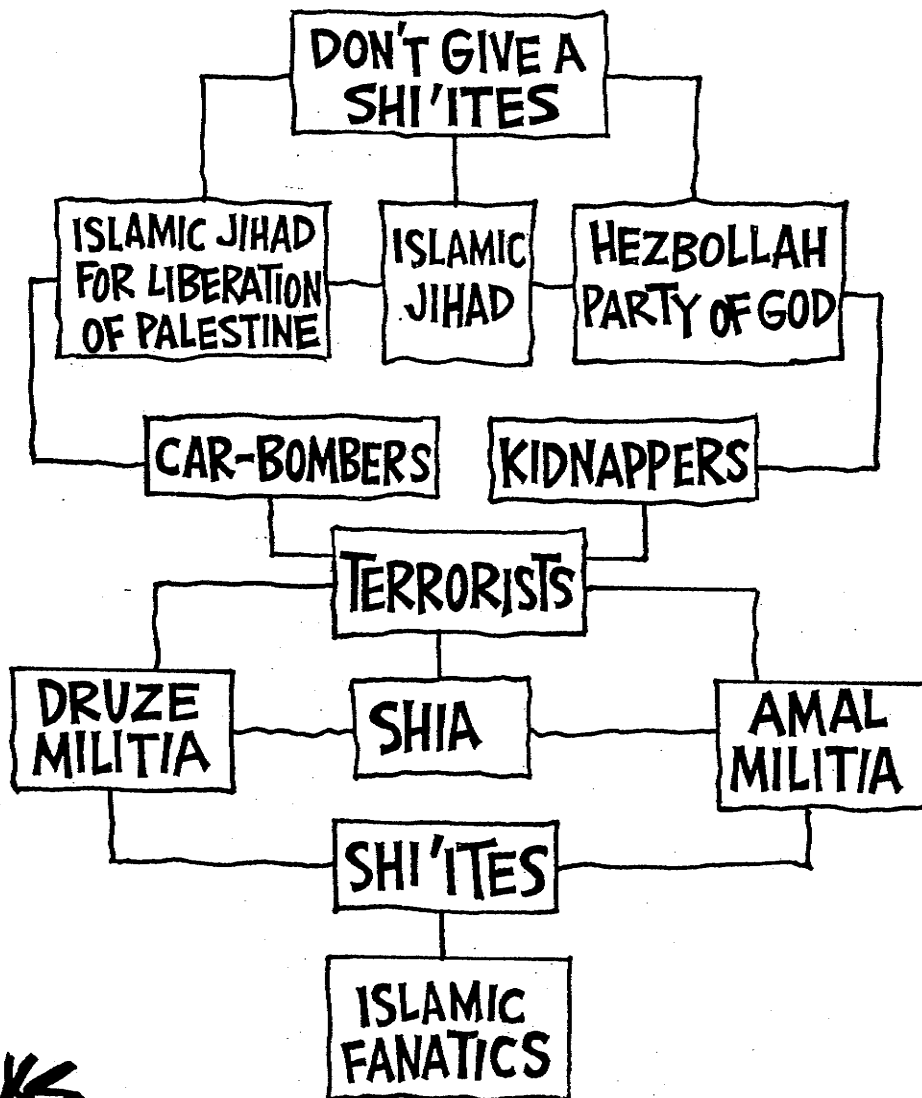 DON'T GIVE A
SHI'ITES
ISLAMIC JIHAD
FOR LIBERATION
OF PALESTINE
ISLAMIC
JIHAD
HEZBOLLAH
PARTY OF GOD
CAR-BOMBERS
KIDNAPPERS
TERRORISTS
DRUZE
MILITIA
SHIA
AMAL
MILITIA
SHI'ITES
ISLAMIC
FANATICS